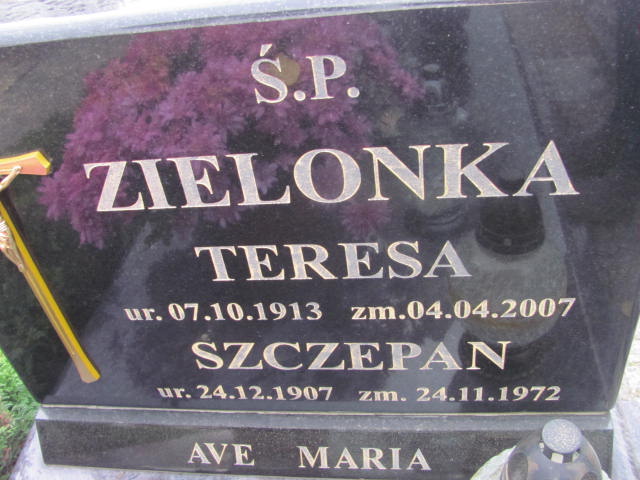 Ś.P.
ZIELONKA
TERESA
ur. 07.10.1913 zm.04.04.2007
SZCZEPAN
ur. 24.12.1907 zm. 24.11.1972
AVE MARIA